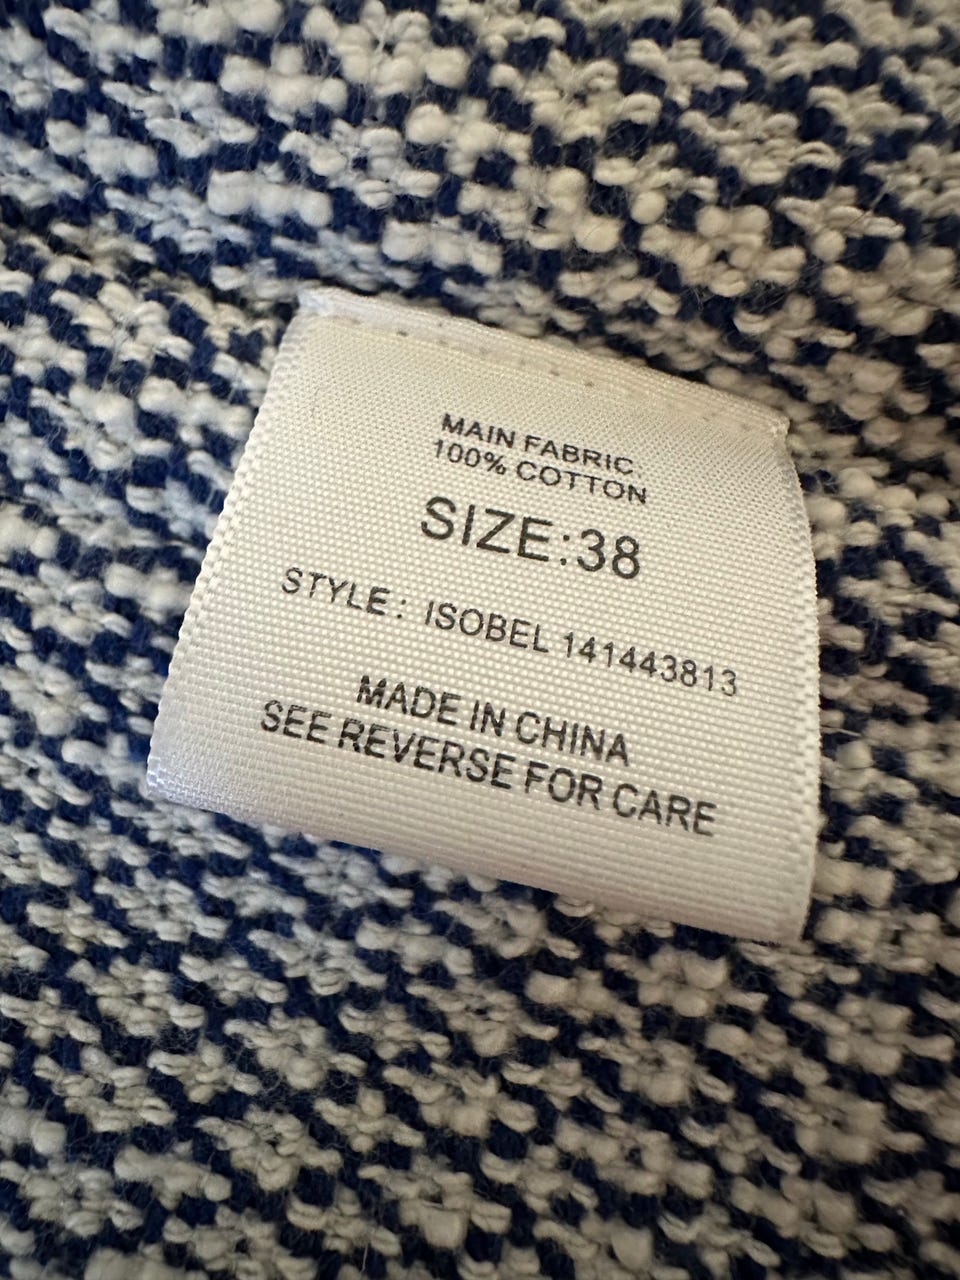 MAIN FABRIC
100% COTTON
SIZE:38
STYLE: ISOBEL 141443813
MADE IN CHINA
SEE REVERSE FOR CARE